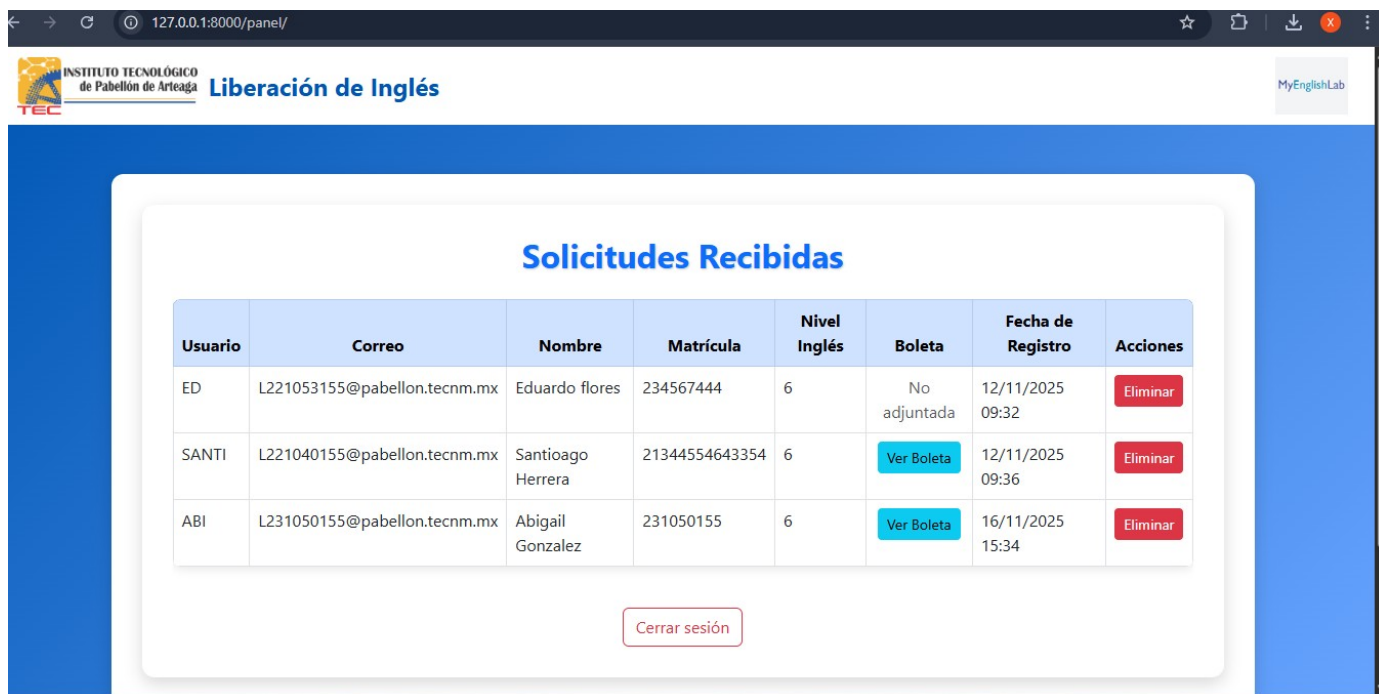 127.0.0.1:8000/panel/
X
INSTITUTO TECNOLÓGICO
de Pabellón de Arteaga
TEC
Liberación de Inglés
MyEnglishLab
Solicitudes Recibidas
Usuario Correo Nombre Matrícula Nivel Inglés Boleta Fecha de Registro Acciones
ED L221053155@pabellon.tecnm.mx Eduardo flores 234567444 6 No adjuntada 12/11/2025 09:32 Eliminar
SANTI L221040155@pabellon.tecnm.mx Santioago Herrera 21344554643354 6 Ver Boleta 12/11/2025 09:36 Eliminar
ABI L231050155@pabellon.tecnm.mx Abigail Gonzalez 231050155 6 Ver Boleta 16/11/2025 15:34 Eliminar
Cerrar sesión